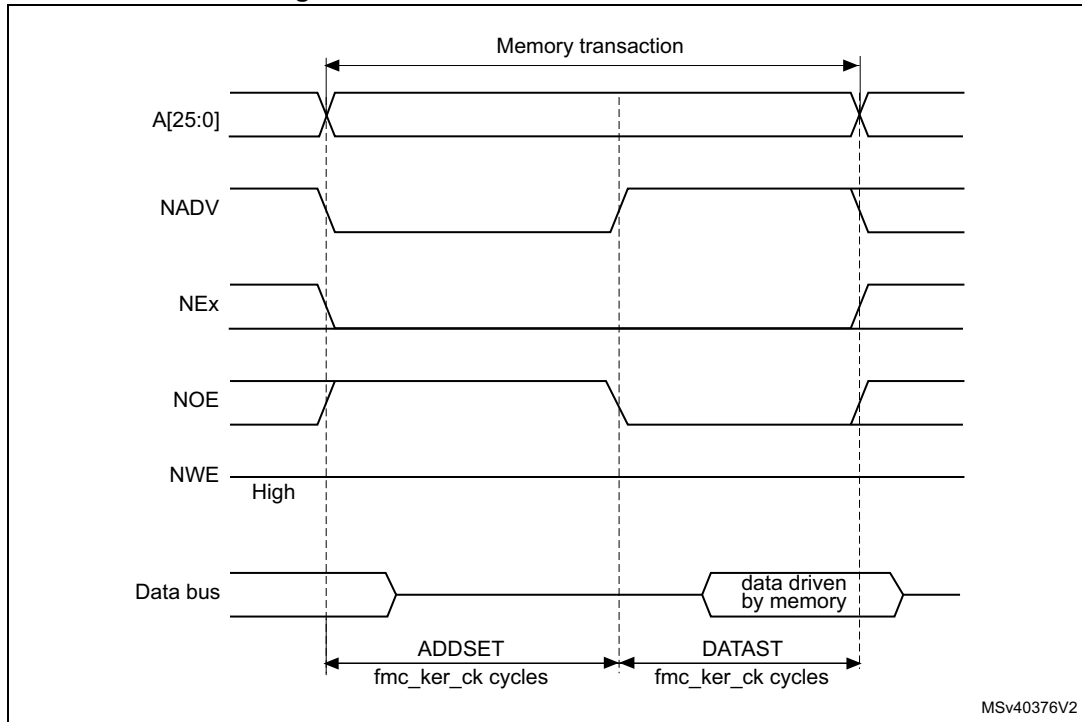 Memory transaction
A[25:0]
NADV
NEx
NOE
NWE
High
Data bus
data driven
by memory
ADDSET
DATAST
fmc_ker_ck cycles
fmc_ker_ck cycles
MSv40376V2